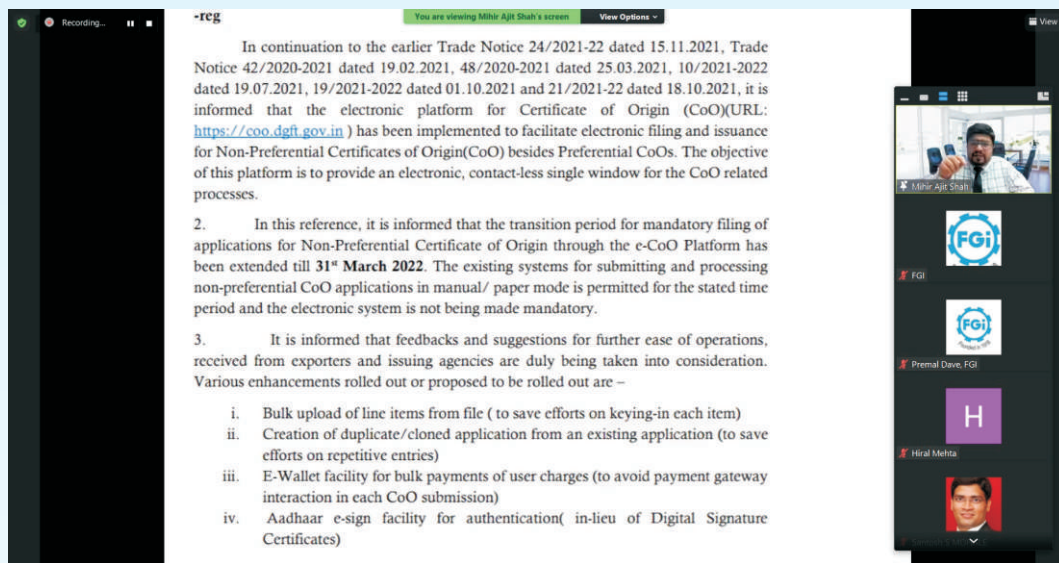 Recording...
You are viewing Mihir Ajit Shah's screen
View Options
View
-reg
In continuation to the earlier Trade Notice 24/2021-22 dated 15.11.2021, Trade
Notice 42/2020-2021 dated 19.02.2021, 48/2020-2021 dated 25.03.2021, 10/2021-2022
dated 19.07.2021, 19/2021-2022 dated 01.10.2021 and 21/2021-22 dated 18.10.2021, it is
informed that the electronic platform for Certificate of Origin (CoO)(URL:
https://coo.dgft.gov.in ) has been implemented to facilitate electronic filing and issuance
for Non-Preferential Certificates of Origin(CoO) besides Preferential CoOs. The objective
of this platform is to provide an electronic, contact-less single window for the CoO related
processes.
2. In this reference, it is informed that the transition period for mandatory filing of
applications for Non-Preferential Certificate of Origin through the e-CoO Platform has
been extended till 31st March 2022. The existing systems for submitting and processing
non-preferential CoO applications in manual/ paper mode is permitted for the stated time
period and the electronic system is not being made mandatory.
3. It is informed that feedbacks and suggestions for further ease of operations,
received from exporters and issuing agencies are duly being taken into consideration.
Various enhancements rolled out or proposed to be rolled out are –
i. Bulk upload of line items from file ( to save efforts on keying-in each item)
ii. Creation of duplicate/cloned application from an existing application (to save
efforts on repetitive entries)
iii. E-Wallet facility for bulk payments of user charges (to avoid payment gateway
interaction in each CoO submission)
iv. Aadhaar e-sign facility for authentication( in-lieu of Digital Signature
Certificates)
Mihir Ajit Shah
FGi
FGI
FGi
Premal Dave, FGI
H
Hiral Mehta